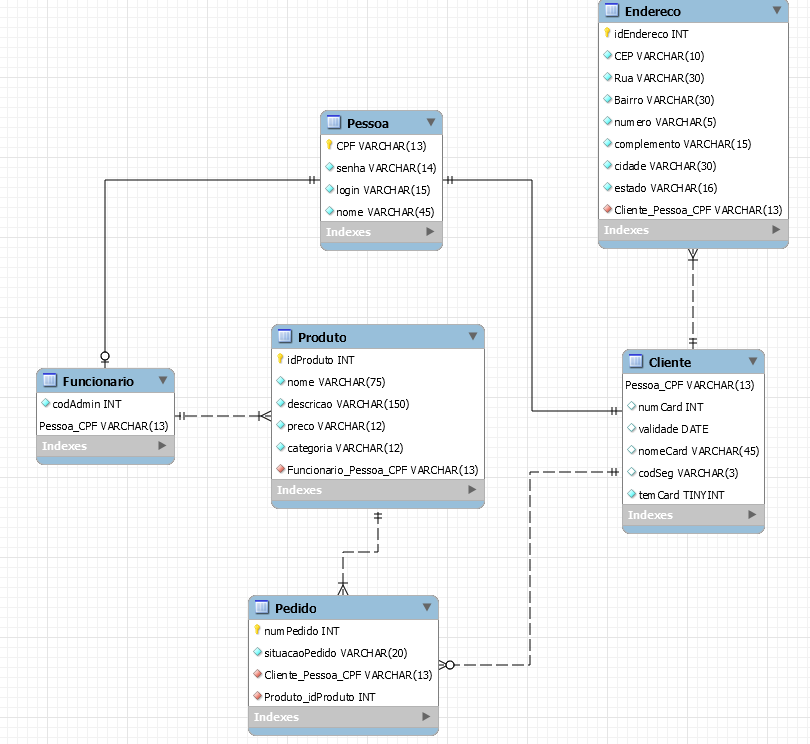 Endereco
idEndereco INT
CEP VARCHAR(10)
Rua VARCHAR(30)
Bairro VARCHAR(30)
numero VARCHAR(5)
complemento VARCHAR(15)
cidade VARCHAR(30)
estado VARCHAR(16)
Cliente_Pessoa_CPF VARCHAR(13)
Indexes
Pessoa
CPF VARCHAR(13)
senha VARCHAR(14)
login VARCHAR(15)
nome VARCHAR(45)
Indexes
Produto
idProduto INT
nome VARCHAR(75)
descricao VARCHAR(150)
preco VARCHAR(12)
categoria VARCHAR(12)
Funcionario_Pessoa_CPF VARCHAR(13)
Indexes
Funcionario
codAdmin INT
Pessoa_CPF VARCHAR(13)
Indexes
Cliente
Pessoa_CPF VARCHAR(13)
numCard INT
validade DATE
nomeCard VARCHAR(45)
codSeg VARCHAR(3)
temCard TINYINT
Indexes
Pedido
numPedido INT
situacaoPedido VARCHAR(20)
Cliente_Pessoa_CPF VARCHAR(13)
Produto_idProduto INT
Indexes